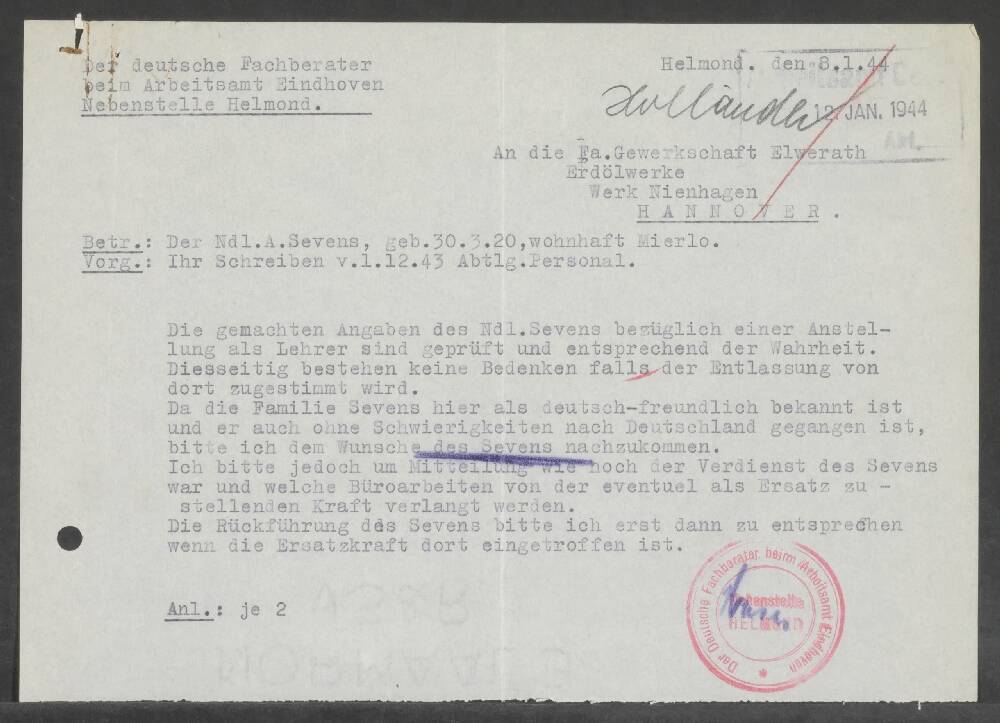 Der deutsche Fachberater
beim Arbeitsamt Eindhoven
Nebenstelle Helmond.
Helmond. den 8.1.44
Holländer
12. JAN. 1944
An die Fa.Gewerkschaft Elwerath
Erdölwerke
Werk Nienhagen
HANNOVER.
Betr.: Der Ndl.A.Sevens, geb.30.3.20,wohnhaft Mierlo.
Vorg.: Ihr Schreiben v.1.12.43 Abtlg.Personal.
Die gemachten Angaben des Ndl.Sevens bezüglich einer Anstel-
lung als Lehrer sind geprüft und entsprechend der Wahrheit.
Diesseitig bestehen keine Bedenken falls der Entlassung von
dort zugestimmt wird.
Da die Familie Sevens hier als deutsch-freundlich bekannt ist
und er auch ohne Schwierigkeiten nach Deutschland gegangen ist,
bitte ich dem Wunsche des Sevens nachzukommen.
Ich bitte jedoch um Mitteilung wie hoch der Verdienst des Sevens
war und welche Büroarbeiten von der eventuel als Ersatz zu -
stellenden Kraft verlangt werden.
Die Rückführung des Sevens bitte ich erst dann zu entsprechen
wenn die Ersatzkraft dort eingetroffen ist.
Anl.: je 2
Der Deutsche Fachberater beim Arbeitsamt Eindhoven
Nebenstelle
HELMOND